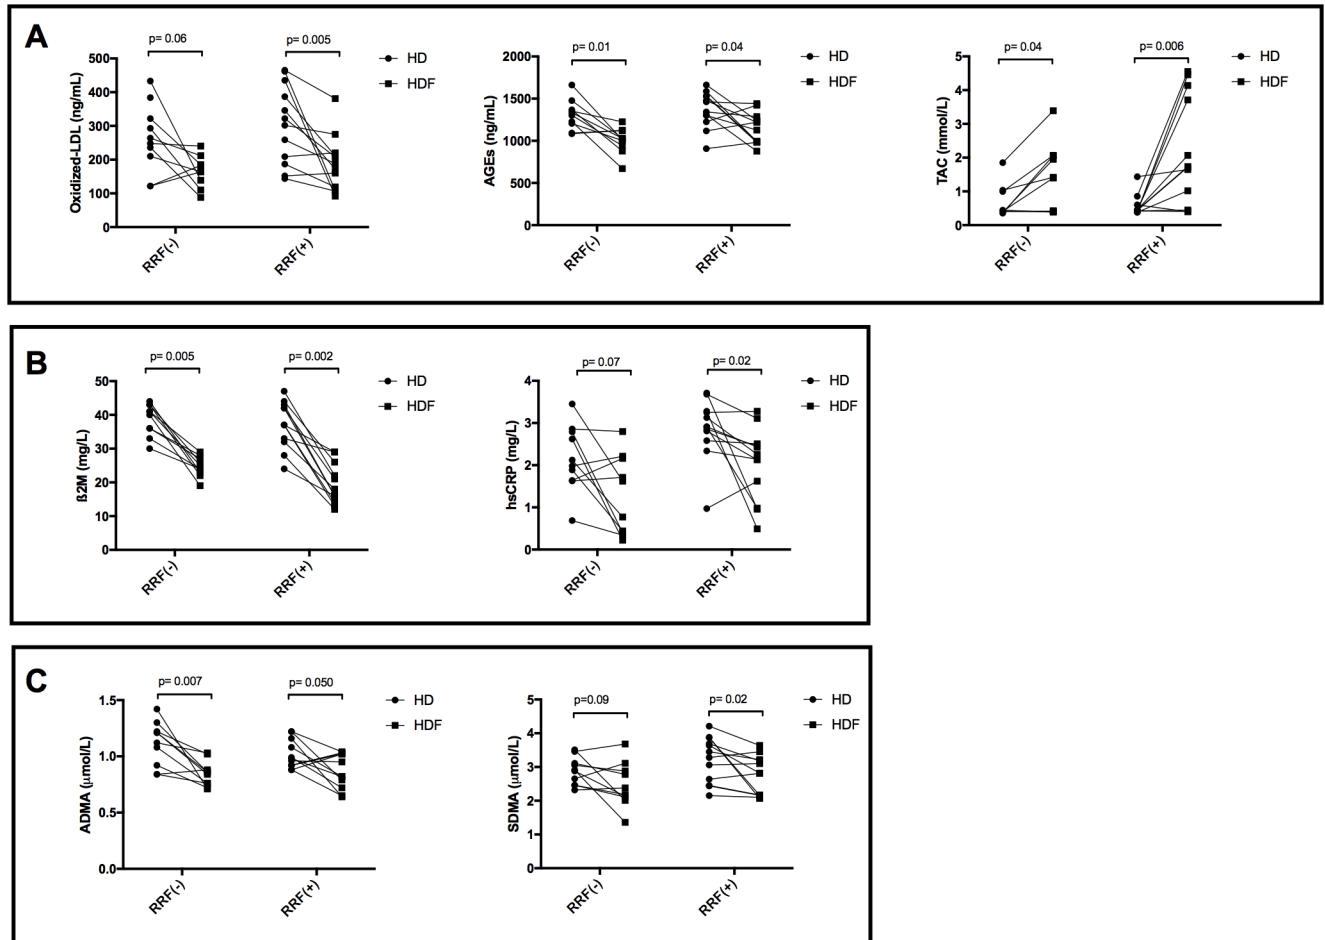 A
Oxidized-LDL (ng/mL)
500
400
300
200
100
0
p= 0.06
p= 0.005
RRF(-)
RRF(+)
HD
HDF
AGEs (ng/mL)
2000
1500
1000
500
0
p= 0.01
p= 0.04
RRF(-)
RRF(+)
HD
HDF
TAC (mmol/L)
5
4
3
2
1
0
p= 0.04
p= 0.006
RRF(-)
RRF(+)
HD
HDF
B
ß2M (mg/L)
50
40
30
20
10
0
p= 0.005
p= 0.002
RRF(-)
RRF(+)
HD
HDF
hsCRP (mg/L)
4
3
2
1
0
p= 0.07
p= 0.02
RRF(-)
RRF(+)
HD
HDF
C
ADMA (µmol/L)
1.5
1.0
0.5
0.0
p= 0.007
p= 0.050
RRF(-)
RRF(+)
HD
HDF
SDMA (µmol/L)
5
4
3
2
1
0
p=0.09
p= 0.02
RRF(-)
RRF(+)
HD
HDF